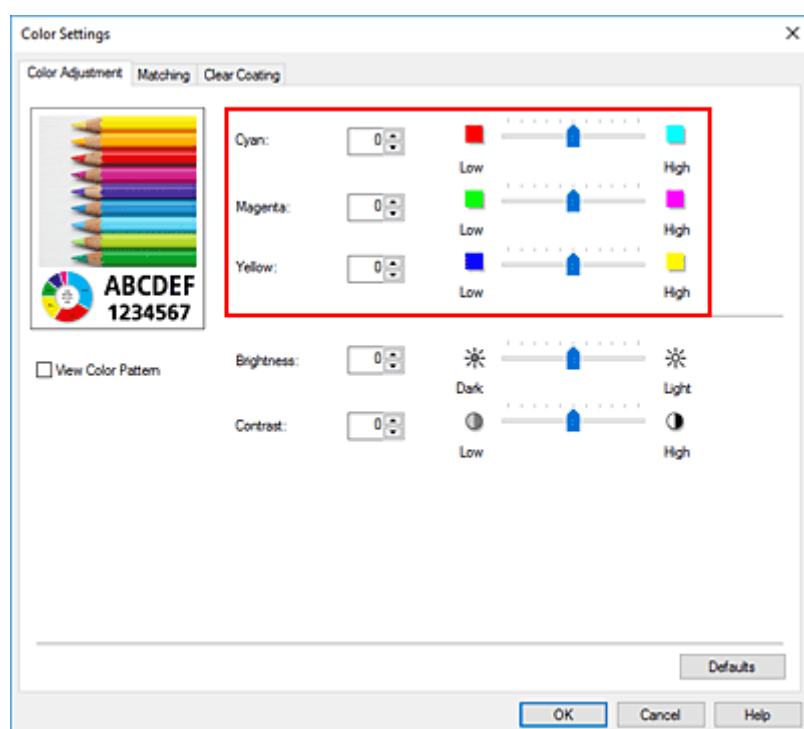 Color Settings
Color Adjustment Matching Clear Coating
Cyan: 0
Low High
Magenta: 0
Low High
Yellow: 0
Low High
ABCDEF
1234567
View Color Pattern
Brightness: 0
Dark Light
Contrast: 0
Low High
Defaults
OK Cancel Help